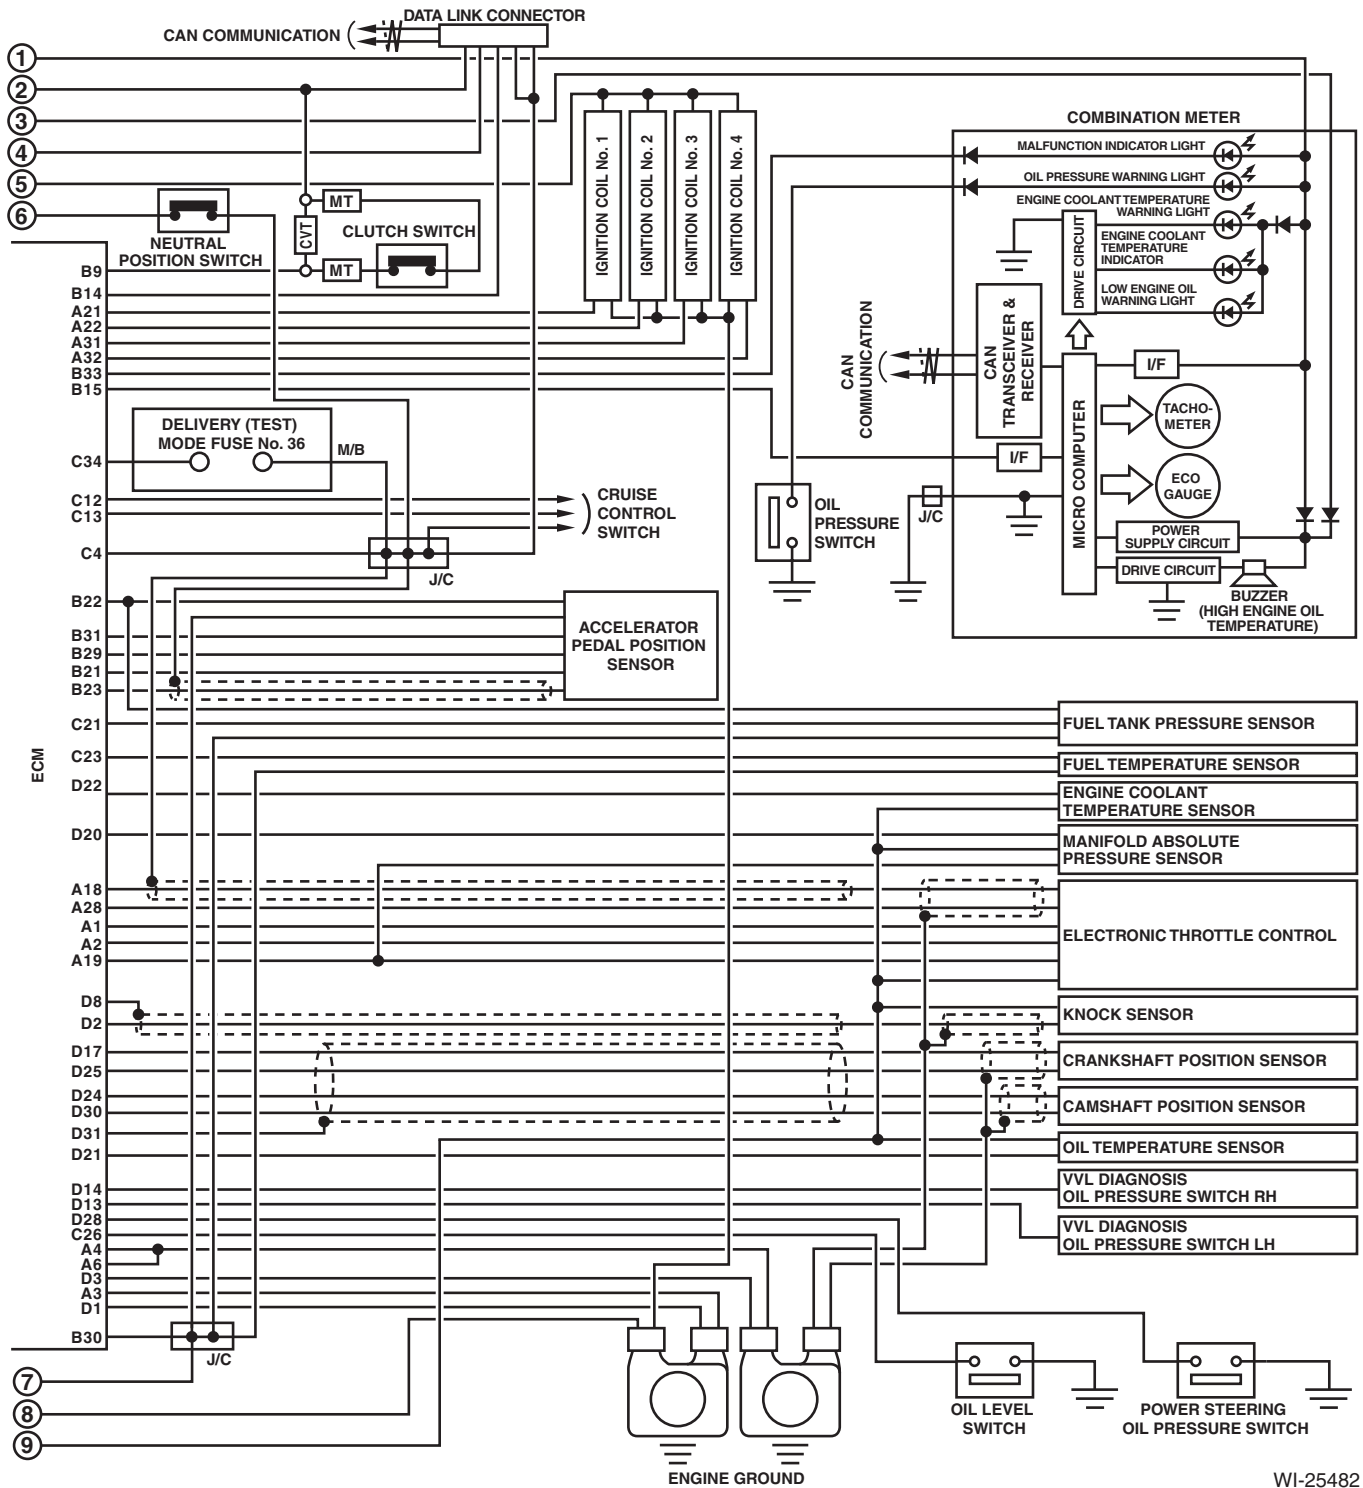 DATA LINK CONNECTOR
CAN COMMUNICATION
1
2
3
4
5
6
COMBINATION METER
MALFUNCTION INDICATOR LIGHT
OIL PRESSURE WARNING LIGHT
ENGINE COOLANT TEMPERATURE
WARNING LIGHT
ENGINE COOLANT
TEMPERATURE
INDICATOR
LOW ENGINE OIL
WARNING LIGHT
DRIVE CIRCUIT
IGNITION COIL No. 1
IGNITION COIL No. 2
IGNITION COIL No. 3
IGNITION COIL No. 4
MT
CVT
MT
CLUTCH SWITCH
NEUTRAL
POSITION SWITCH
B9
B14
A21
A22
A31
A32
B33
B15
CAN
COMMUNICATION
CAN
TRANSCEIVER &
RECEIVER
MICRO COMPUTER
I/F
TACHO-
METER
ECO
GAUGE
I/F
J/C
POWER
SUPPLY CIRCUIT
DRIVE CIRCUIT
BUZZER
(HIGH ENGINE OIL
TEMPERATURE)
DELIVERY (TEST)
MODE FUSE No. 36
M/B
C34
C12
C13
C4
CRUISE
CONTROL
SWITCH
J/C
OIL
PRESSURE
SWITCH
B22
B31
B29
B21
B23
ACCELERATOR
PEDAL POSITION
SENSOR
ECM
C21
C23
D22
D20
A18
A28
A1
A2
A19
D8
D2
D17
D25
D24
D30
D31
D21
D14
D13
D28
C26
A4
A6
D3
A3
D1
B30
J/C
FUEL TANK PRESSURE SENSOR
FUEL TEMPERATURE SENSOR
ENGINE COOLANT
TEMPERATURE SENSOR
MANIFOLD ABSOLUTE
PRESSURE SENSOR
ELECTRONIC THROTTLE CONTROL
KNOCK SENSOR
CRANKSHAFT POSITION SENSOR
CAMSHAFT POSITION SENSOR
OIL TEMPERATURE SENSOR
VVL DIAGNOSIS
OIL PRESSURE SWITCH RH
VVL DIAGNOSIS
OIL PRESSURE SWITCH LH
7
8
9
ENGINE GROUND
OIL LEVEL
SWITCH
POWER STEERING
OIL PRESSURE SWITCH
WI-25482